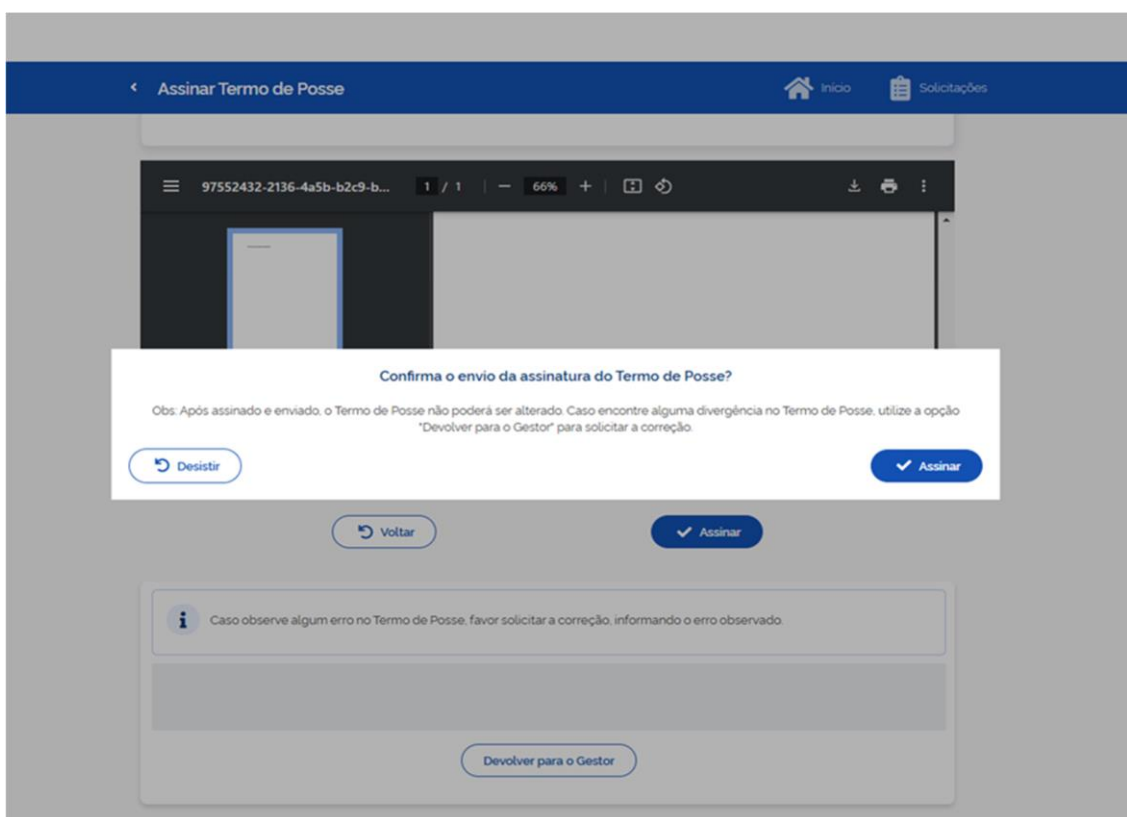 Assinar Termo de Posse
Início
Solicitações
97552432-2136-4a5b-b2c9-b...
1 / 1
66%
Confirma o envio da assinatura do Termo de Posse?
Obs: Após assinado e enviado, o Termo de Posse não poderá ser alterado. Caso encontre alguma divergência no Termo de Posse, utilize a opção
"Devolver para o Gestor" para solicitar a correção.
Desistir
Assinar
Voltar
Assinar
Caso observe algum erro no Termo de Posse, favor solicitar a correção, informando o erro observado.
Devolver para o Gestor